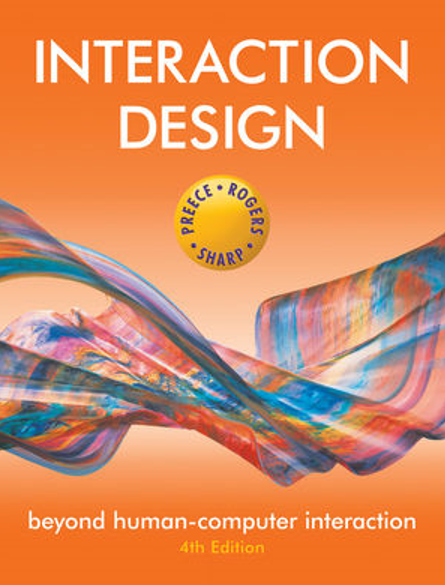 INTERACTION
DESIGN
PREECE • ROGERS • SHARP •
beyond human-computer interaction
4th Edition